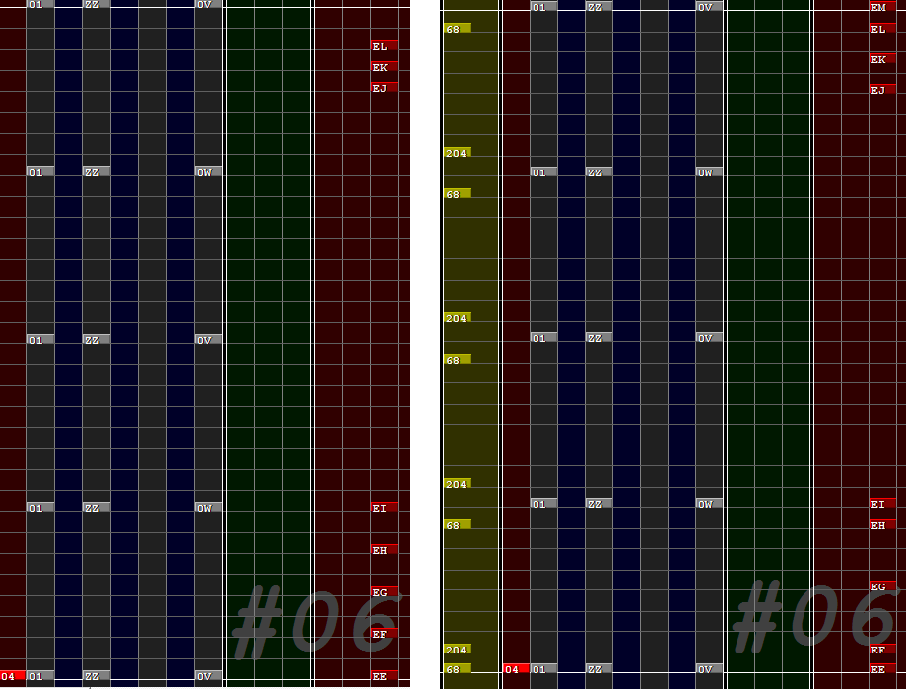 01 ZZ 0V
EL
EK
EJ
01 ZZ 0W
01 ZZ 0V
01 ZZ 0W EI
EH
EG
EF
#06
04 01 ZZ 0V EE
01 ZZ 0V EM
68 EL
EK
EJ
204
01 ZZ 0W
68
204
01 ZZ 0V
68
204
01 ZZ 0W EI
68 EH
EG
#06
204 EF
68 04 01 ZZ 0V EE